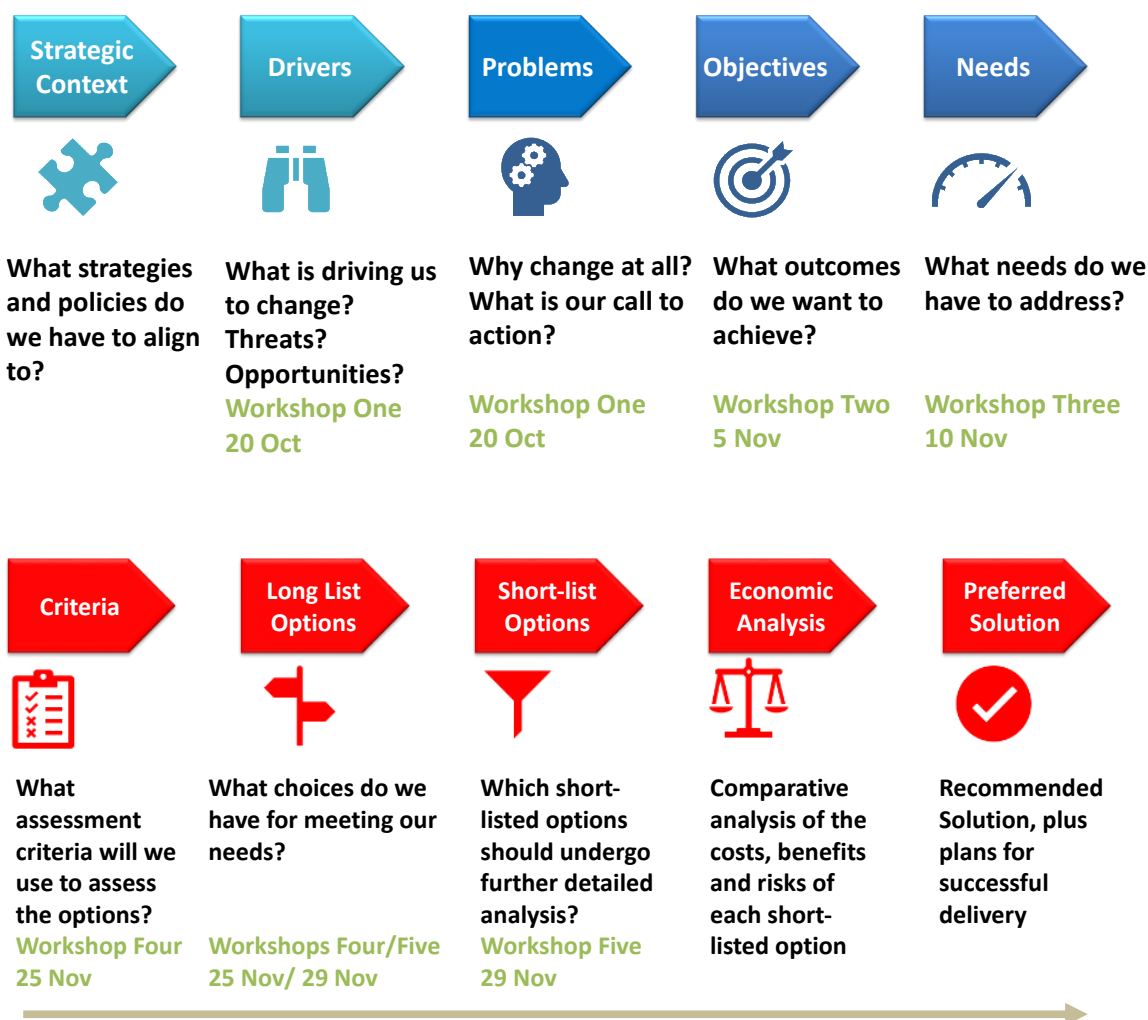 Strategic
Context
Drivers
Problems
Objectives
Needs
What strategies
and policies do
we have to align
to?
What is driving us
to change?
Threats?
Opportunities?
Workshop One
20 Oct
Why change at all?
What is our call to
action?
Workshop One
20 Oct
What outcomes
do we want to
achieve?
Workshop Two
5 Nov
What needs do we
have to address?
Workshop Three
10 Nov
Criteria
Long List
Options
Short-list
Options
Economic
Analysis
Preferred
Solution
What
assessment
criteria will we
use to assess
the options?
Workshop Four
25 Nov
What choices do we
have for meeting our
needs?
Workshops Four/Five
25 Nov/ 29 Nov
Which short-
listed options
should undergo
further detailed
analysis?
Workshop Five
29 Nov
Comparative
analysis of the
costs, benefits
and risks of
each short-
listed option
Recommended
Solution, plus
plans for
successful
delivery